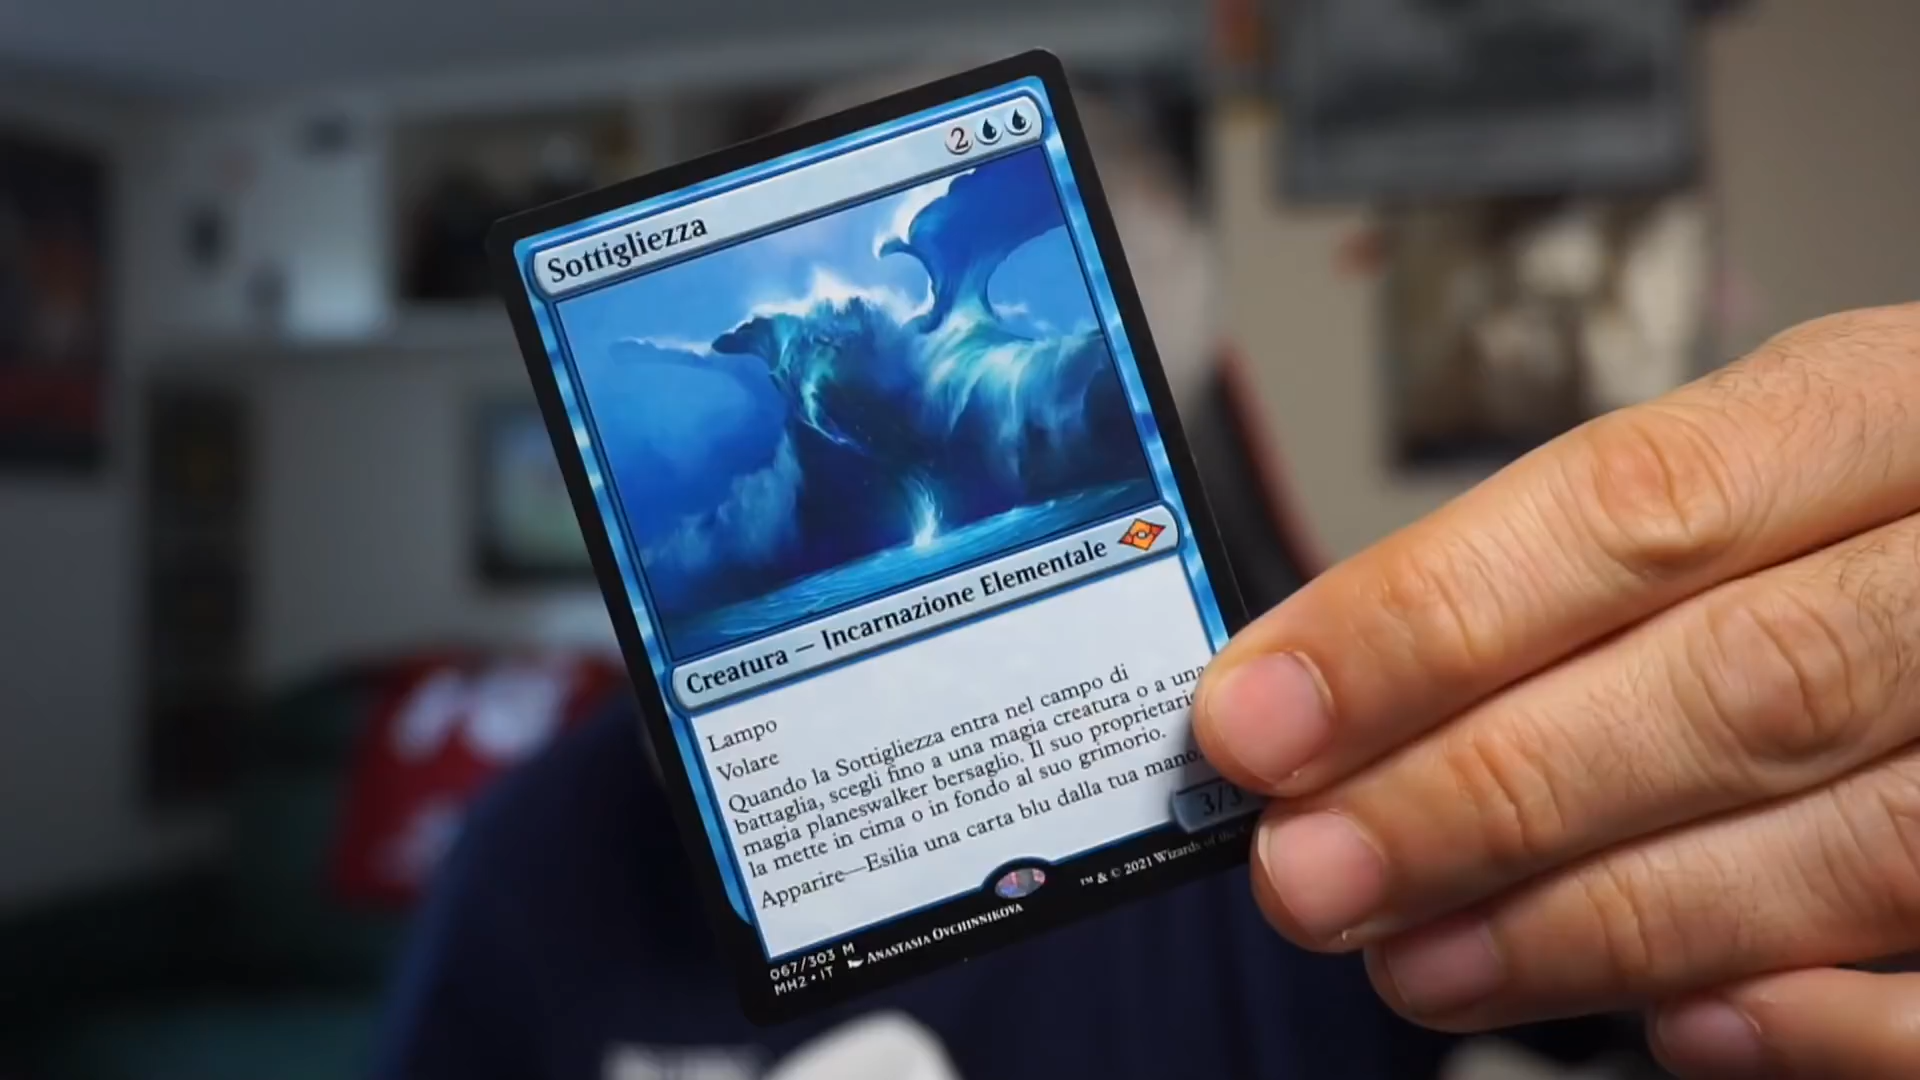 Sottigliezza
2
Creatura — Incarnazione Elementale
Lampo
Volare
Quando la Sottigliezza entra nel campo di
battaglia, scegli fino a una magia creatura o a una
magia planeswalker bersaglio. Il suo proprietario
la mette in cima o in fondo al suo grimorio.
Apparire—Esilia una carta blu dalla tua mano.
3/3
067/303 M
MH2 • IT
ANASTASIA OVCHINNIKOVA
™ & © 2021 Wizards of the